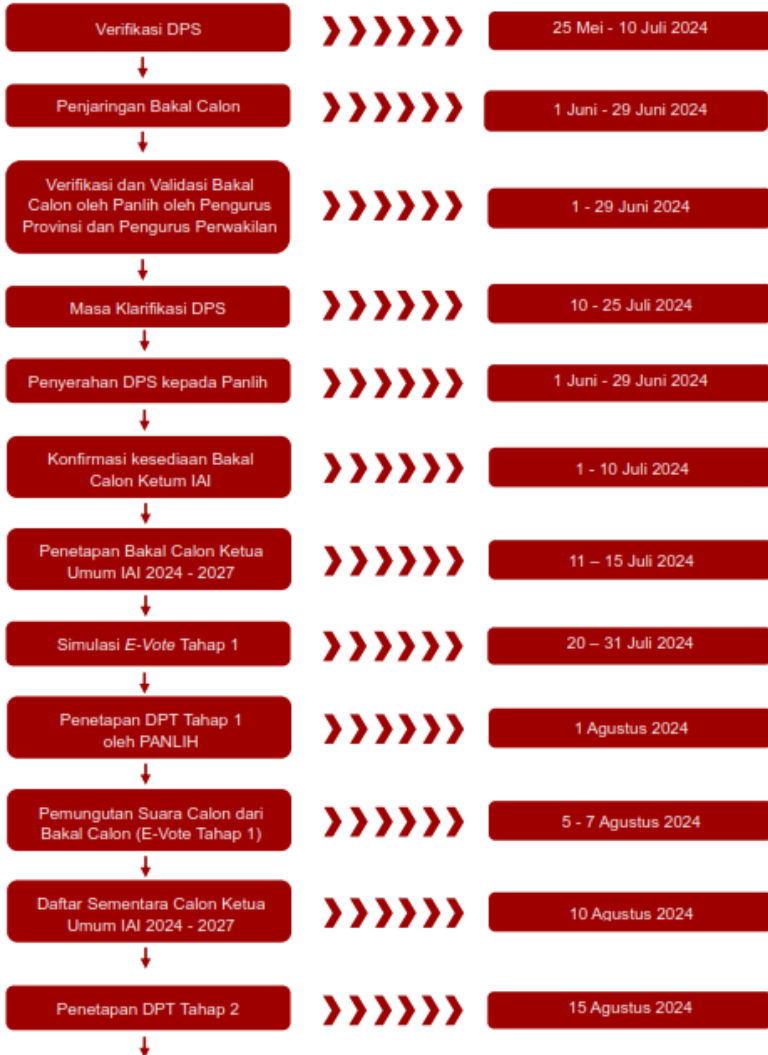 Verifikasi DPS
25 Mei - 10 Juli 2024
Penjaringan Bakal Calon
1 Juni - 29 Juni 2024
Verifikasi dan Validasi Bakal
Calon oleh Panlih oleh Pengurus
Provinsi dan Pengurus Perwakilan
1 - 29 Juni 2024
Masa Klarifikasi DPS
10 - 25 Juli 2024
Penyerahan DPS kepada Panlih
1 Juni - 29 Juni 2024
Konfirmasi kesediaan Bakal
Calon Ketum IAI
1 - 10 Juli 2024
Penetapan Bakal Calon Ketua
Umum IAI 2024 - 2027
11 – 15 Juli 2024
Simulasi E-Vote Tahap 1
20 – 31 Juli 2024
Penetapan DPT Tahap 1
oleh PANLIH
1 Agustus 2024
Pemungutan Suara Calon dari
Bakal Calon (E-Vote Tahap 1)
5 - 7 Agustus 2024
Daftar Sementara Calon Ketua
Umum IAI 2024 - 2027
10 Agustus 2024
Penetapan DPT Tahap 2
15 Agustus 2024